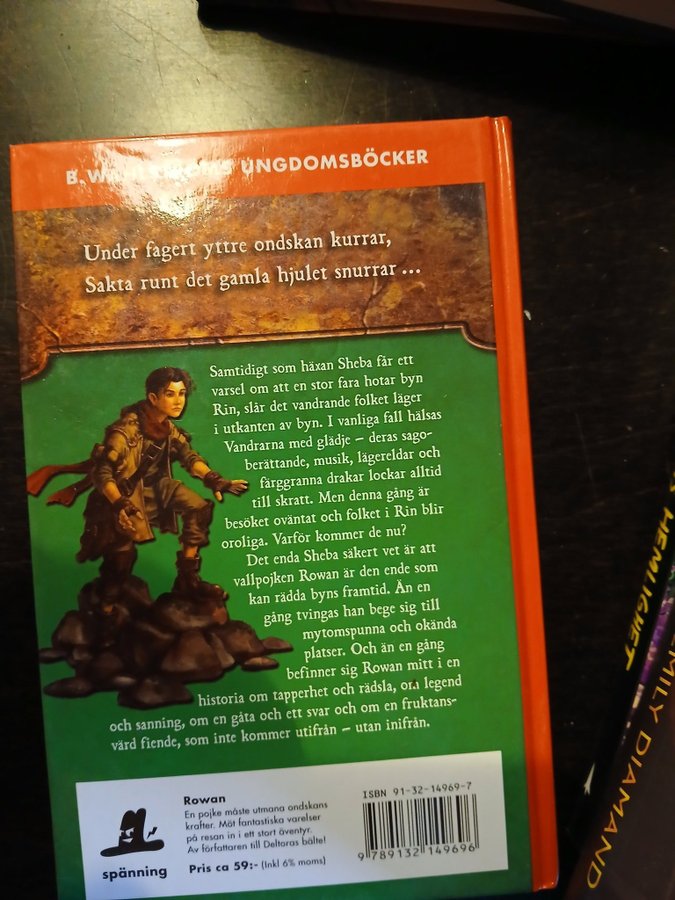 B. WAHLSTRÖMS UNGDOMSBÖCKER
Under fagert yttre ondskan kurrar,
Sakta runt det gamla hjulet snurrar ...
Samtidigt som häxan Sheba får ett
varsel om att en stor fara hotar byn
Rin, slår det vandrande folket läger
i utkanten av byn. I vanliga fall hälsas
Vandrarna med glädje – deras sago-
berättande, musik, lägereldar och
färggranna drakar lockar alltid
till skratt. Men denna gång är
besöket oväntat och folket i Rin blir
oroliga. Varför kommer de nu?
Det enda Sheba säkert vet är att
vallpojken Rowan är den ende som
kan rädda byns framtid. Än en
gång tvingas han bege sig till
mytomspunna och okända
platser. Och än en gång
befinner sig Rowan mitt i en
historia om tapperhet och rädsla, om legend
och sanning, om en gåta och ett svar och om en fruktans-
värd fiende, som inte kommer utifrån – utan inifrån.
spänning
Rowan
En pojke måste utmana ondskans
krafter. Möt fantastiska varelser
på resan in i ett stort äventyr.
Av författaren till Deltoras bälte!
Pris ca 59:- (Inkl 6% moms)
ISBN 91-32-14969-7
9 789132 149696
HEMLIGHET
EMILY DIAMAND